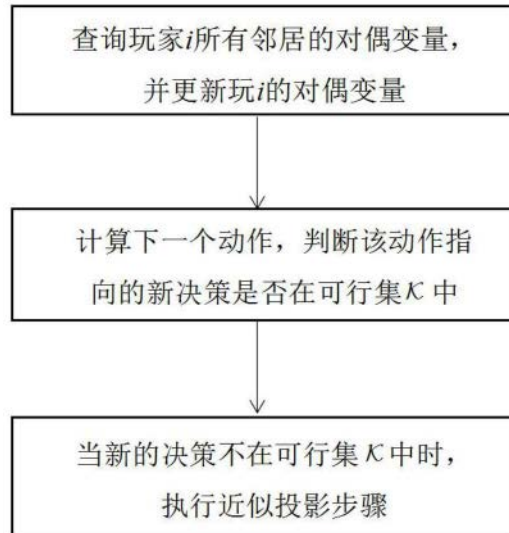 查询玩家i所有邻居的对偶变量，
并更新玩i的对偶变量
计算下一个动作，判断该动作指
向的新决策是否在可行集𝒦中
当新的决策不在可行集𝒦中时，
执行近似投影步骤